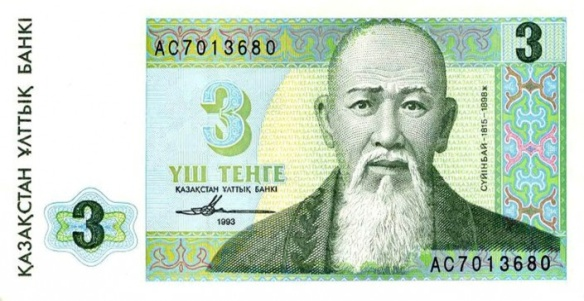 ҚАЗАҚСТАН ҰЛТТЫҚ БАНКІ
АС7013680
3
3
ҮШ ТЕҢГЕ
ҚАЗАҚСТАН ҰЛТТЫҚ БАНКІ
1993
СҮЙІНБАЙ-1815-1898ж
3
АС7013680